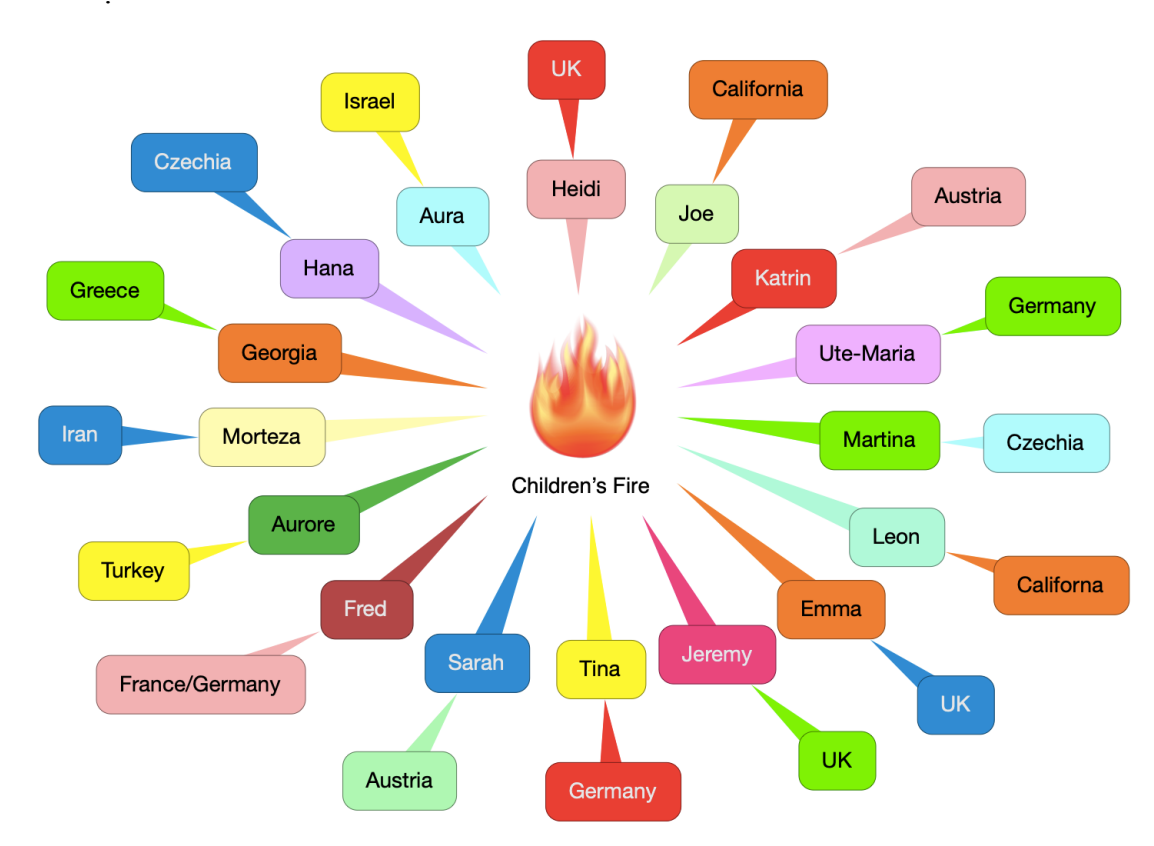 UK
California
Israel
Czechia
Heidi
Austria
Joe
Aura
Hana
Katrin
Greece
Germany
Georgia
Ute-Maria
Iran
Morteza
Martina
Czechia
Children's Fire
Aurore
Leon
Turkey
Californa
Fred
Emma
Sarah
Tina
Jeremy
France/Germany
UK
UK
Austria
Germany